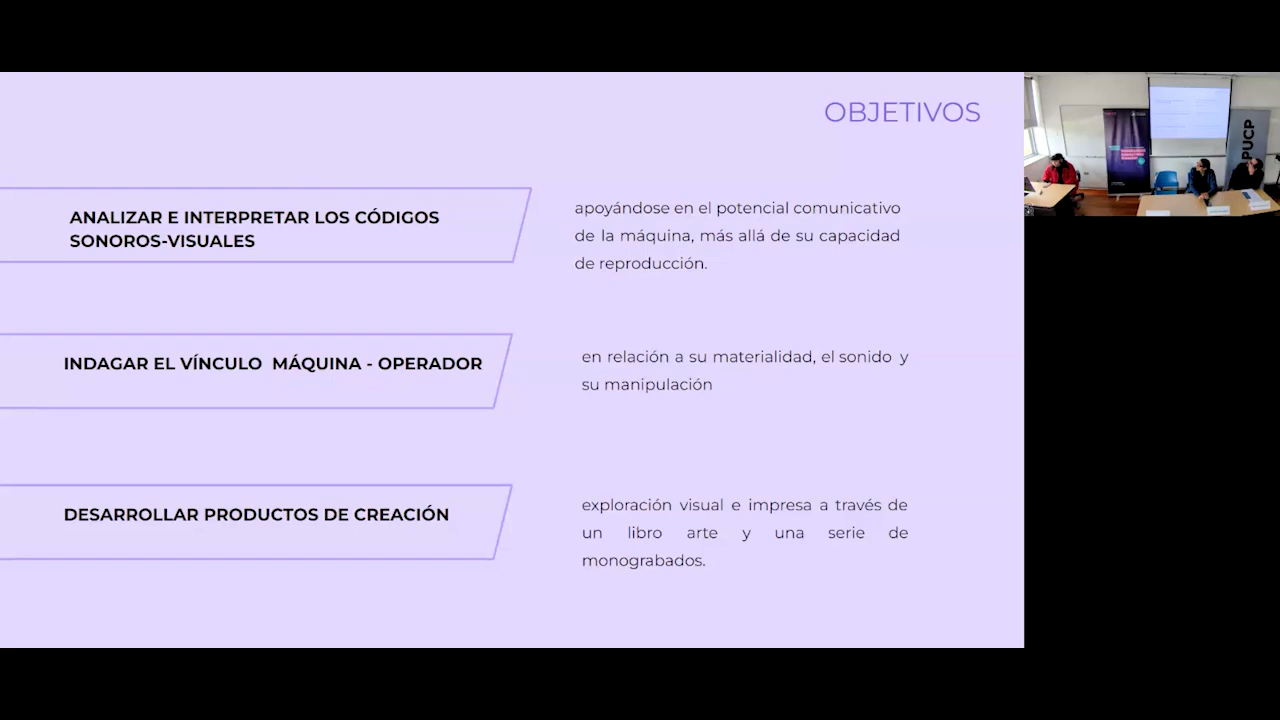 OBJETIVOS
ANALIZAR E INTERPRETAR LOS CÓDIGOS
SONOROS-VISUALES
apoyándose en el potencial comunicativo
de la máquina, más allá de su capacidad
de reproducción.
INDAGAR EL VÍNCULO  MÁQUINA - OPERADOR
en relación a su materialidad, el sonido y
su manipulación
DESARROLLAR PRODUCTOS DE CREACIÓN
exploración visual e impresa a través de
un libro arte y una serie de
monograbados.
PUCP